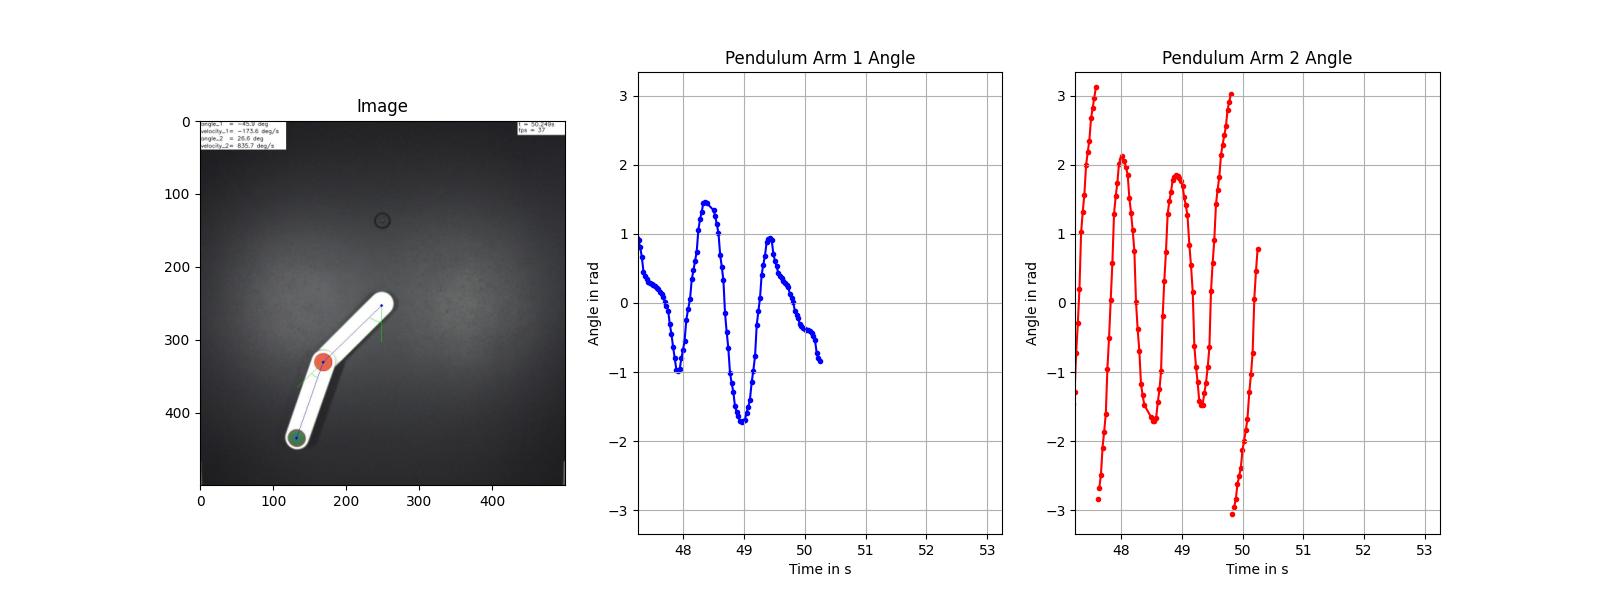 Image
Pendulum Arm 1 Angle
Pendulum Arm 2 Angle
angle_1 = -45.9 deg
velocity_1= -173.6 deg/s
angle_2 = 26.6 deg
velocity_2= 835.7 deg/s
t = 50.249s
fps = 37
0
100
200
300
400
0 100 200 300 400
Angle in rad
3
2
1
0
−1
−2
−3
48 49 50 51 52 53
Time in s
Angle in rad
3
2
1
0
−1
−2
−3
48 49 50 51 52 53
Time in s